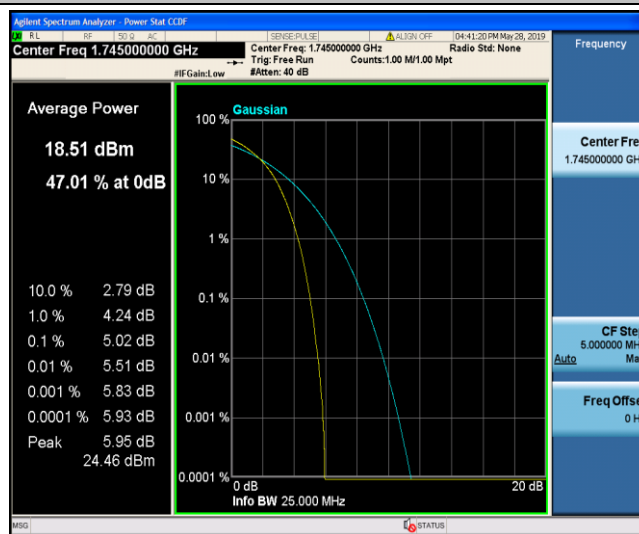 Agilent Spectrum Analyzer - Power Stat CCDF
RL RF 50 Ω AC SENSE:PULSE ALIGN OFF 04:41:20 PM May 28, 2019
Center Freq 1.745000000 GHz
Center Freq: 1.745000000 GHz Radio Std: None
Trig: Free Run Counts:1.00 M/1.00 Mpt
#IFGain:Low #Atten: 40 dB
Frequency
Average Power
18.51 dBm
47.01 % at 0dB
10.0 % 2.79 dB
1.0 % 4.24 dB
0.1 % 5.02 dB
0.01 % 5.51 dB
0.001 % 5.83 dB
0.0001 % 5.93 dB
Peak 5.95 dB
24.46 dBm
Gaussian
100 %
10 %
1 %
0.1 %
0.01 %
0.001 %
0.0001 %
0 dB 20 dB
Info BW 25.000 MHz
Center Fre
1.745000000 GH
CF Ste
5.000000 MH
Auto Ma
Freq Offse
0 H
MSG STATUS